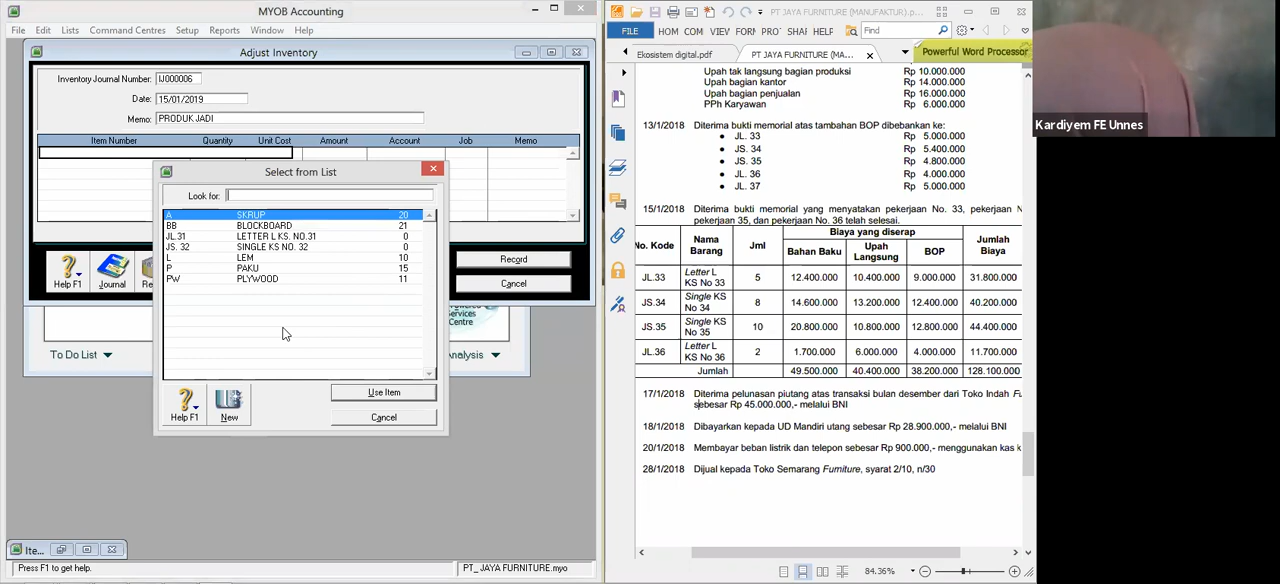 MYOB Accounting
File Edit Lists Command Centres Setup Reports Window Help
Adjust Inventory
Inventory Journal Number: IJ000006
Date: 15/01/2019
Memo: PRODUK JADI
Item Number Quantity Unit Cost Amount Account Job Memo
Select from List
Look for:
A SKRUP 20
BB BLOCKBOARD 21
JL.31 LETTER L KS. NO.31 0
JS. 32 SINGLE KS NO. 32 0
L LEM 10
P PAKU 15
PW PLYWOOD 11
Help F1 New
Use Item
Cancel
Help F1 Journal Re
Record
Cancel
Services
Centre
To Do List
Analysis
Ite...
Press F1 to get help.
PT_ JAYA FURNITURE.myo
PT JAYA FURNITURE (MANUFAKTUR).p...
FILE HOM COM VIEV FORN PRO SHAF HELP Find
Ekosistem digital.pdf PT JAYA FURNITURE (MA...
Powerful Word Processor
Upah tak langsung bagian produksi Rp 10.000.000
Upah bagian kantor Rp 14.000.000
Upah bagian penjualan Rp 16.000.000
PPh Karyawan Rp 6.000.000
13/1/2018 Diterima bukti memorial atas tambahan BOP dibebankan ke:
• JL. 33 Rp 5.000.000
• JS. 34 Rp 5.400.000
• JS. 35 Rp 4.800.000
• JL. 36 Rp 4.000.000
• JL. 37 Rp 5.000.000
15/1/2018 Diterima bukti memorial yang menyatakan pekerjaan No. 33, pekerjaan N
pekerjaan 35, dan pekerjaan No. 36 telah selesai.
No. Kode Nama Barang Jml Biaya yang diserap Jumlah Biaya
Bahan Baku Upah Langsung BOP
JL.33 Letter L KS No 33 5 12.400.000 10.400.000 9.000.000 31.800.000
JS.34 Single KS No 34 8 14.600.000 13.200.000 12.400.000 40.200.000
JS.35 Single KS No 35 10 20.800.000 10.800.000 12.800.000 44.400.000
JL.36 Letter L KS No 36 2 1.700.000 6.000.000 4.000.000 11.700.000
Jumlah 49.500.000 40.400.000 38.200.000 128.100.000
17/1/2018 Diterima pelunasan piutang atas transaksi bulan desember dari Toko Indah Fu
sebesar Rp 45.000.000,- melalui BNI
18/1/2018 Dibayarkan kepada UD Mandiri utang sebesar Rp 28.900.000,- melalui BNI
20/1/2018 Membayar beban listrik dan telepon sebesar Rp 900.000,- menggunakan kas k
28/1/2018 Dijual kepada Toko Semarang Furniture, syarat 2/10, n/30
84.36%
Kardiyem FE Unnes